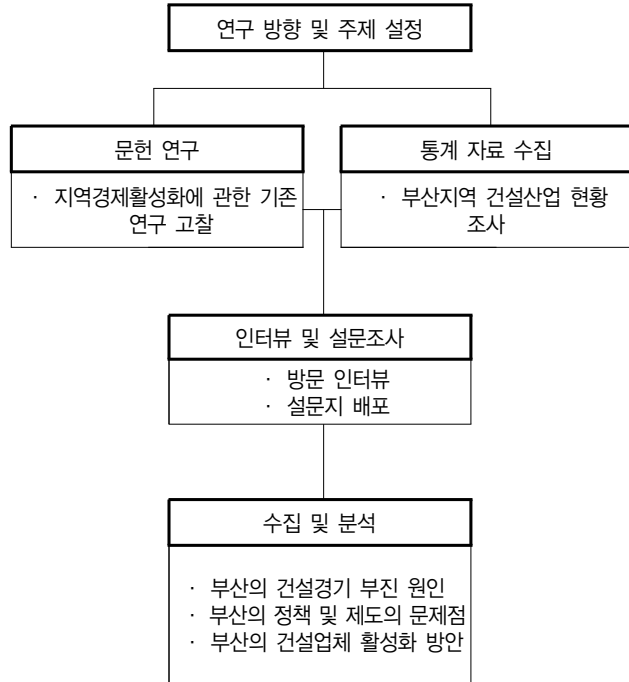 연구 방향 및 주제 설정
문헌 연구
· 지역경제활성화에 관한 기존
연구 고찰
통계 자료 수집
· 부산지역 건설산업 현황
조사
인터뷰 및 설문조사
· 방문 인터뷰
· 설문지 배포
수집 및 분석
· 부산의 건설경기 부진 원인
· 부산의 정책 및 제도의 문제점
· 부산의 건설업체 활성화 방안